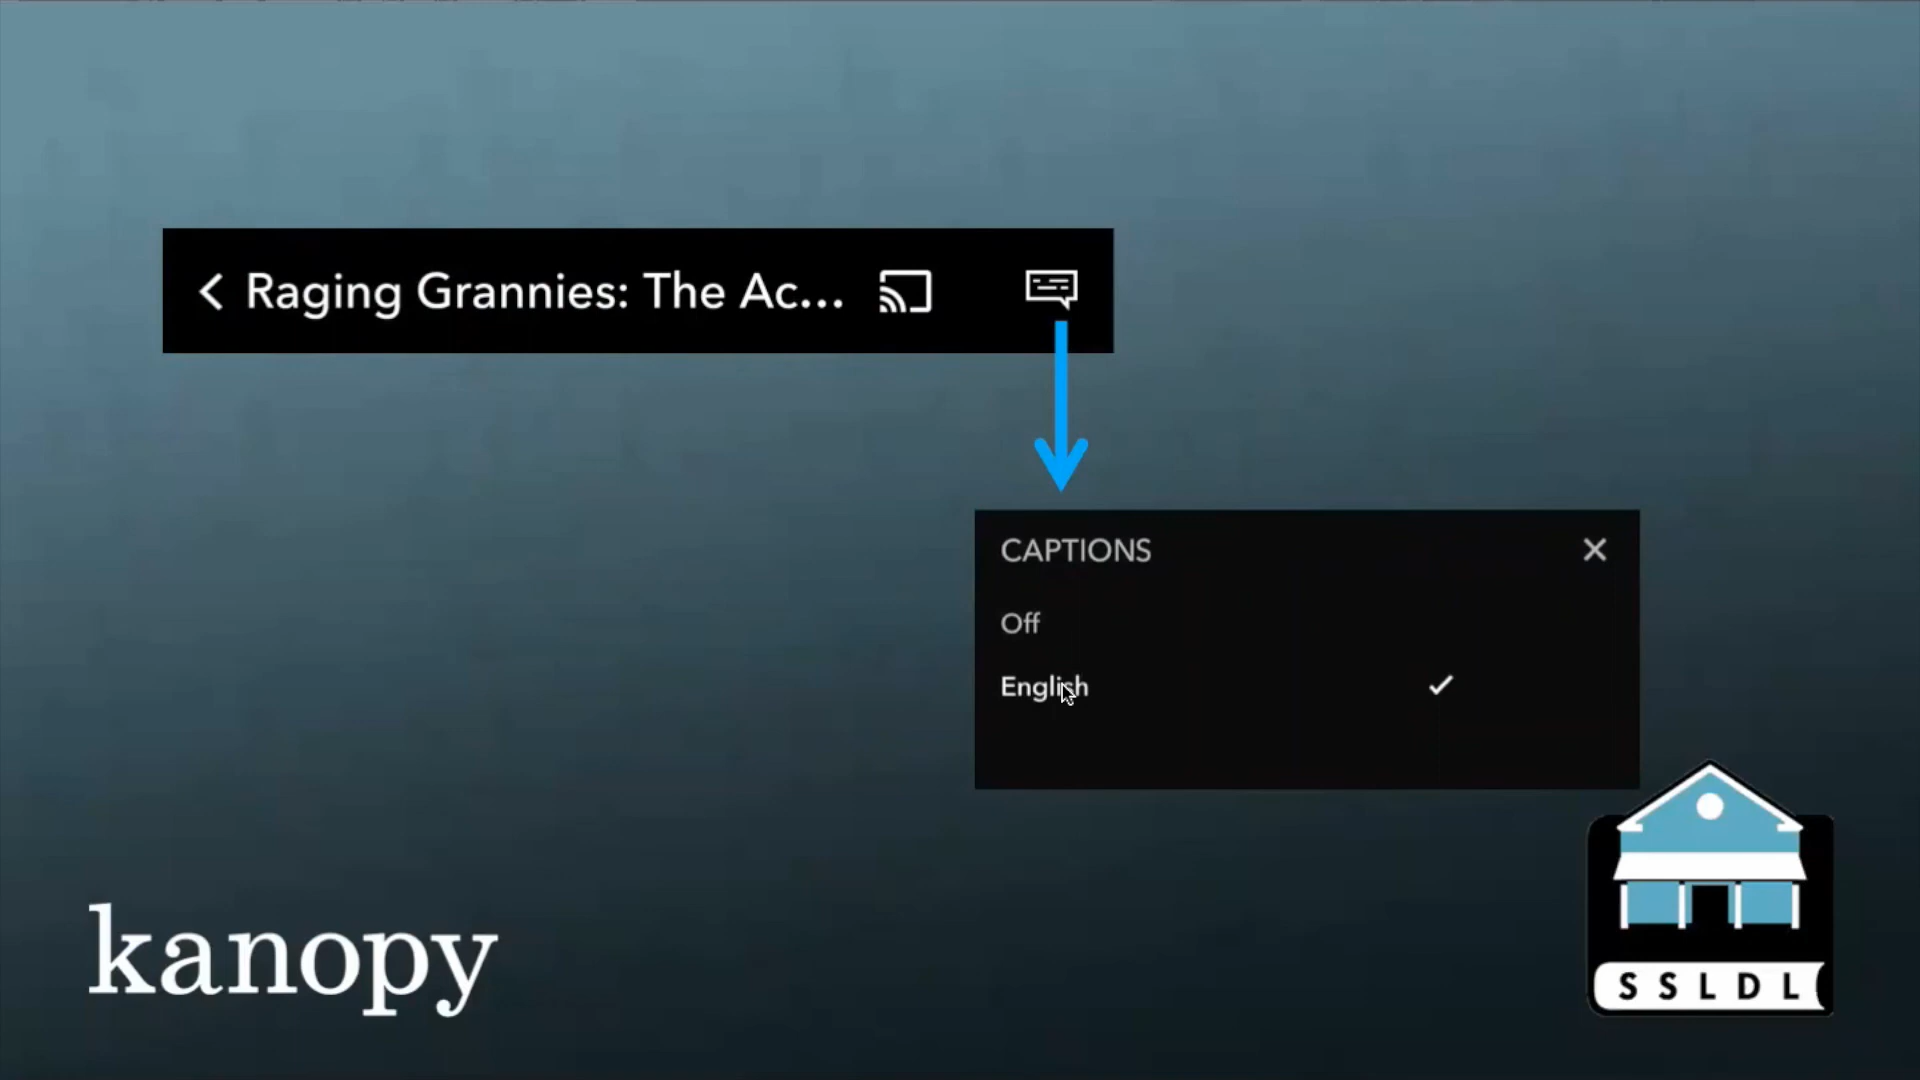 Raging Grannies: The Ac...
CAPTIONS
Off
English
kanopy
SSLDL